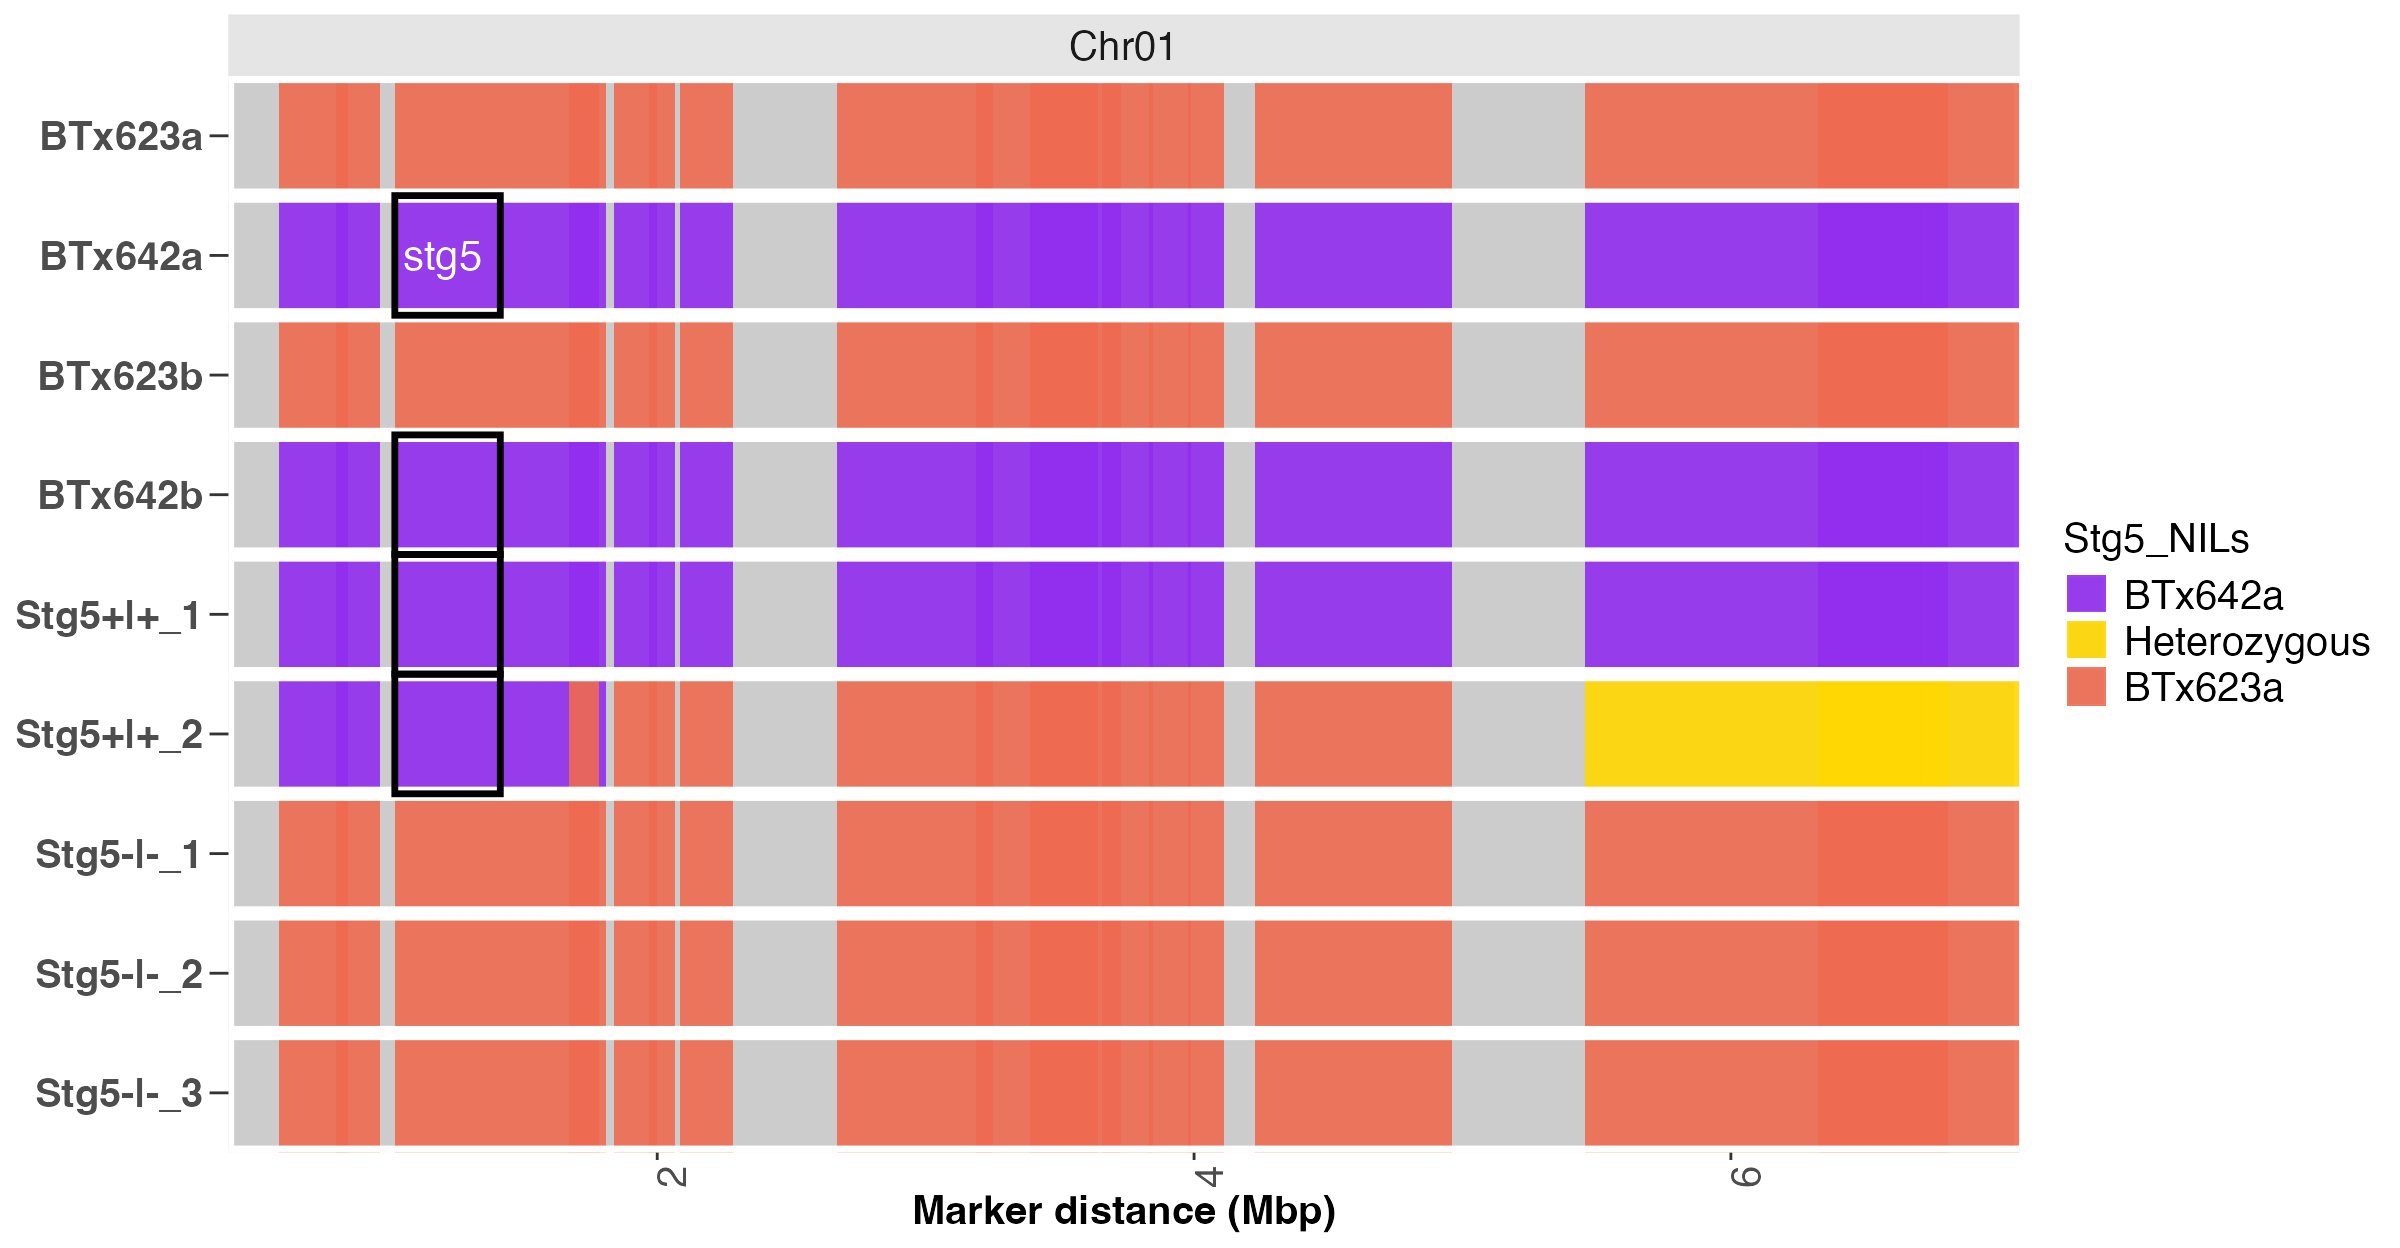 Chr01
BTx623a
BTx642a
stg5
BTx623b
BTx642b
Stg5+I+_1
Stg5+I+_2
Stg5-I-_1
Stg5-I-_2
Stg5-I-_3
2
4
6
Marker distance (Mbp)
Stg5_NILs
BTx642a
Heterozygous
BTx623a